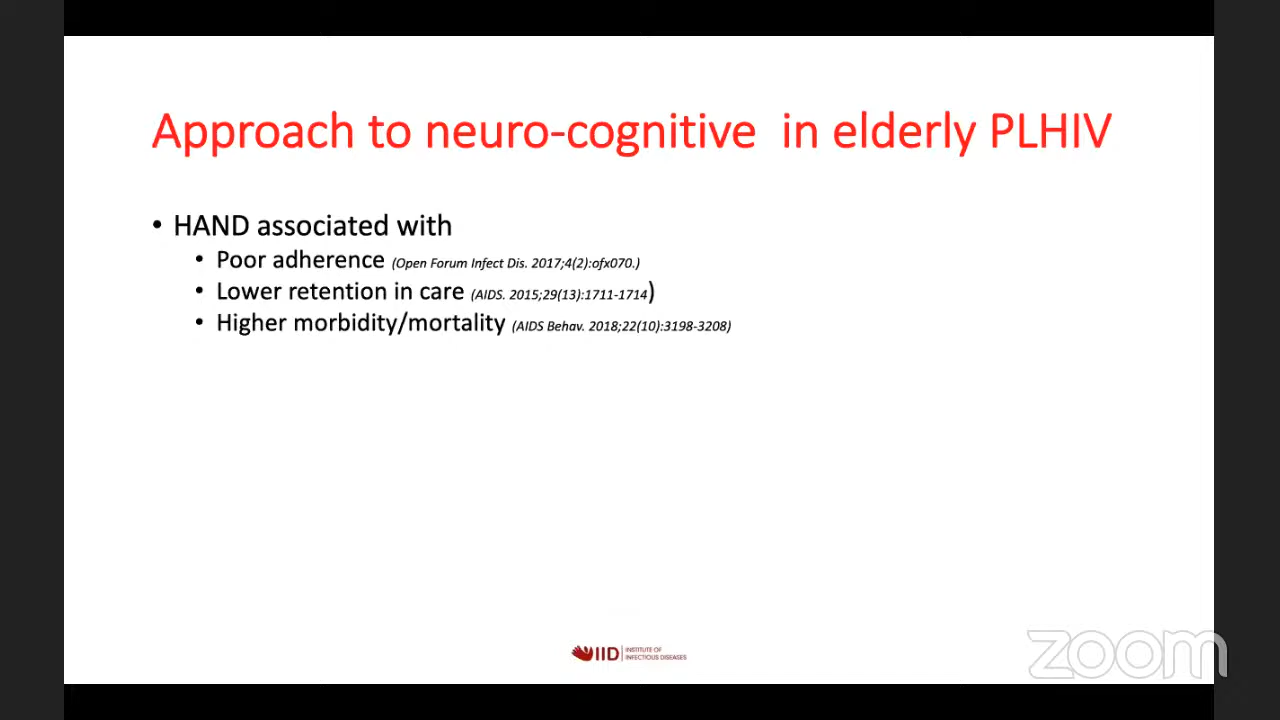 Approach to neuro-cognitive in elderly PLHIV
• HAND associated with
• Poor adherence (Open Forum Infect Dis. 2017;4(2):ofx070.)
• Lower retention in care (AIDS. 2015;29(13):1711-1714)
• Higher morbidity/mortality (AIDS Behav. 2018;22(10):3198-3208)
IID
INSTITUTE OF
INFECTIOUS DISEASES
zoom